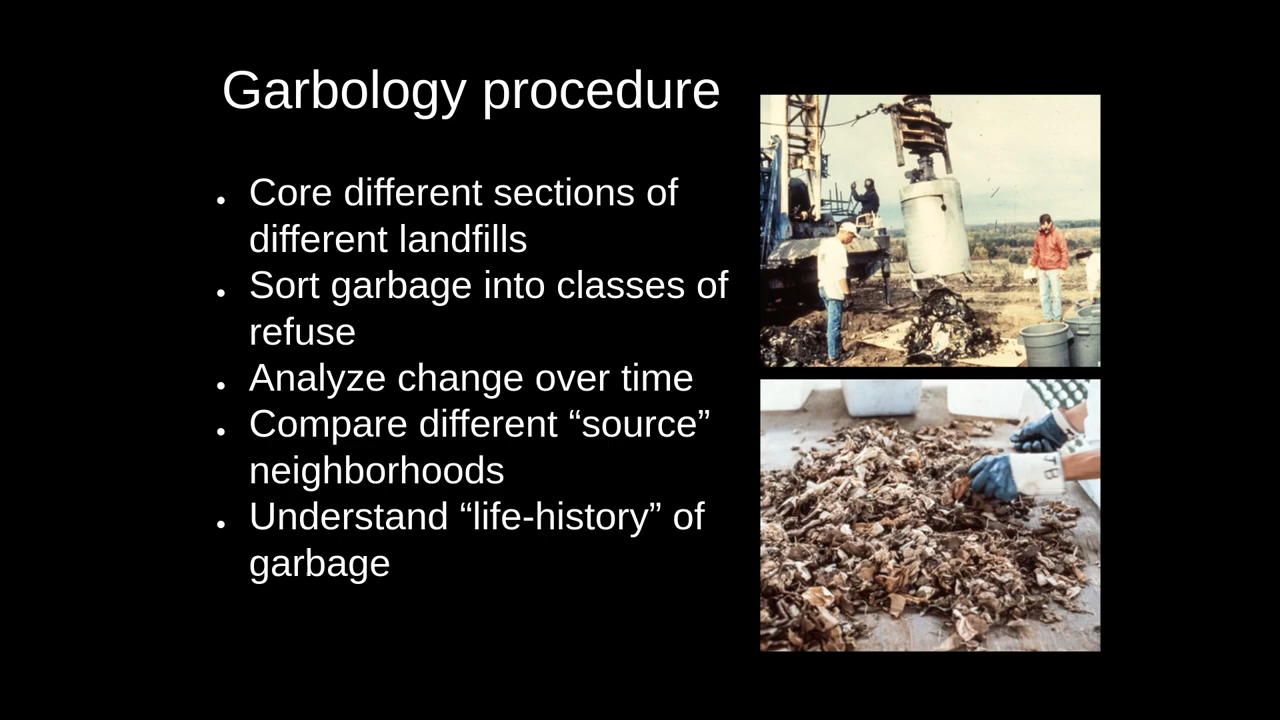 Garbology procedure
• Core different sections of
different landfills
• Sort garbage into classes of
refuse
• Analyze change over time
• Compare different “source”
neighborhoods
• Understand “life-history” of
garbage
TB